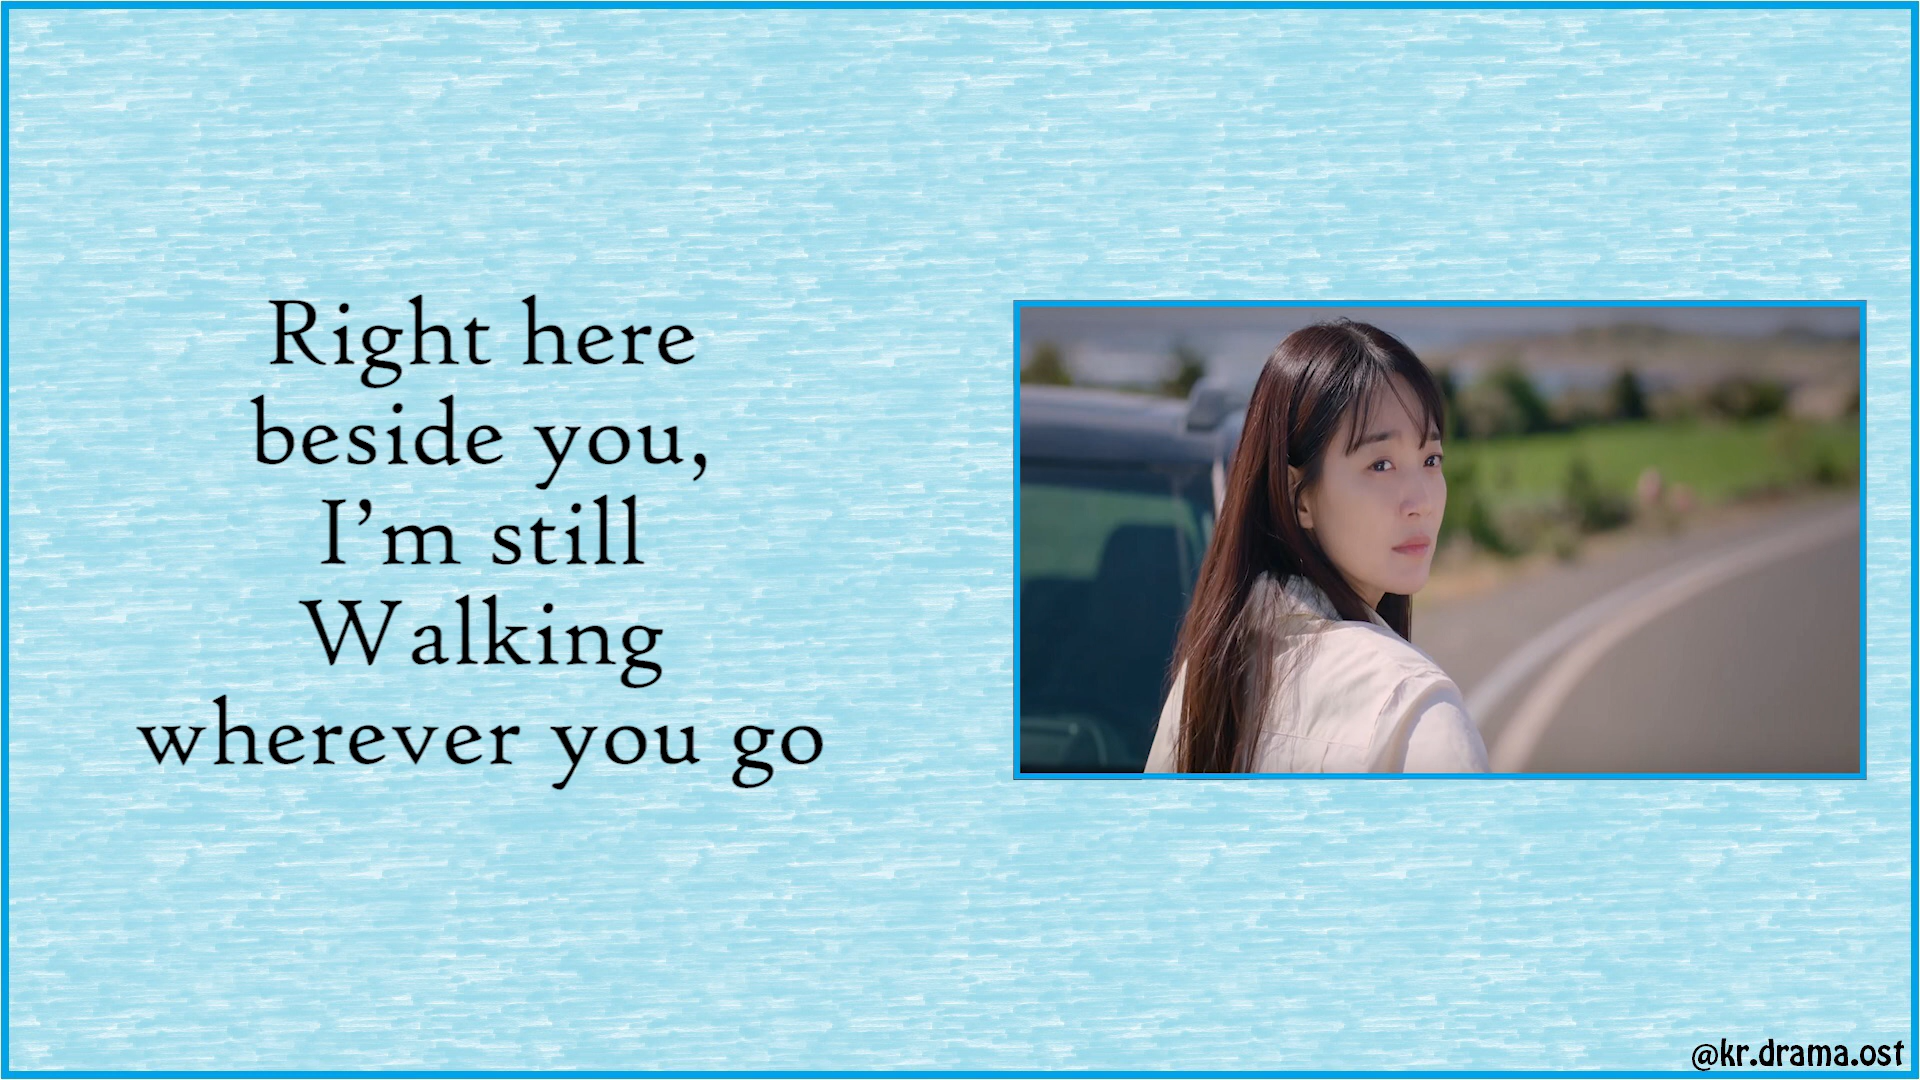 Right here
beside you,
I’m still
Walking
wherever you go
@kr.drama.ost